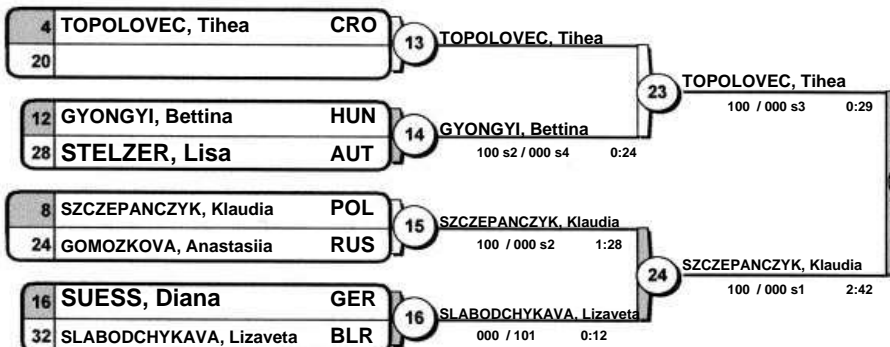 4 TOPOLOVEC, Tihea CRO
20
13 TOPOLOVEC, Tihea
12 GYONGYI, Bettina HUN
28 STELZER, Lisa AUT
14 GYONGYI, Bettina
100 s2 / 000 s4 0:24
23 TOPOLOVEC, Tihea
100 / 000 s3 0:29
8 SZCZEPANCZYK, Klaudia POL
24 GOMOZKOVA, Anastasiia RUS
15 SZCZEPANCZYK, Klaudia
100 / 000 s2 1:28
16 SUESS, Diana GER
32 SLABODCHYKAVA, Lizaveta BLR
16 SLABODCHYKAVA, Lizaveta
000 / 101 0:12
24 SZCZEPANCZYK, Klaudia
100 / 000 s1 2:42